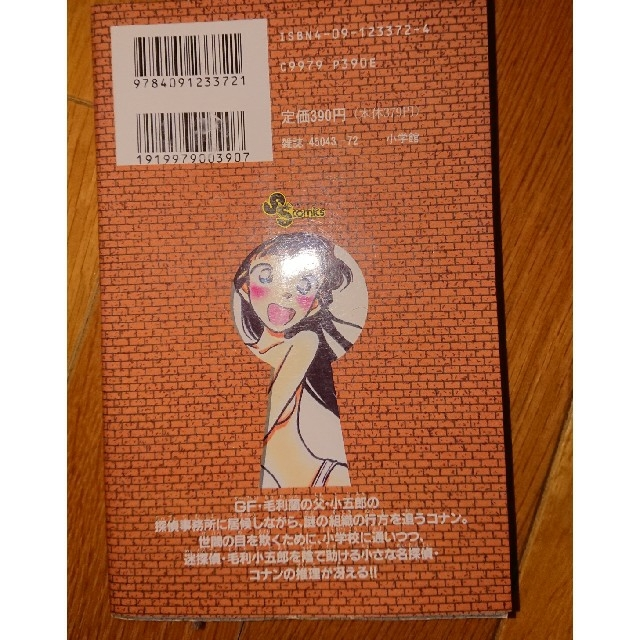 ISBN4-09-123372-4
C9979 P390E
9784091233721
定価390円 (本体379円)
雑誌 45043-72 小学館
1919979003907
SS comics
GF・毛利蘭の父・小五郎の
探偵事務所に居候しながら、謎の組織の行方を追うコナン。
世間の目を欺くために、小学校に通いつつ、
迷探偵・毛利小五郎を陰で助ける小さな名探偵・
コナンの推理が冴える!!